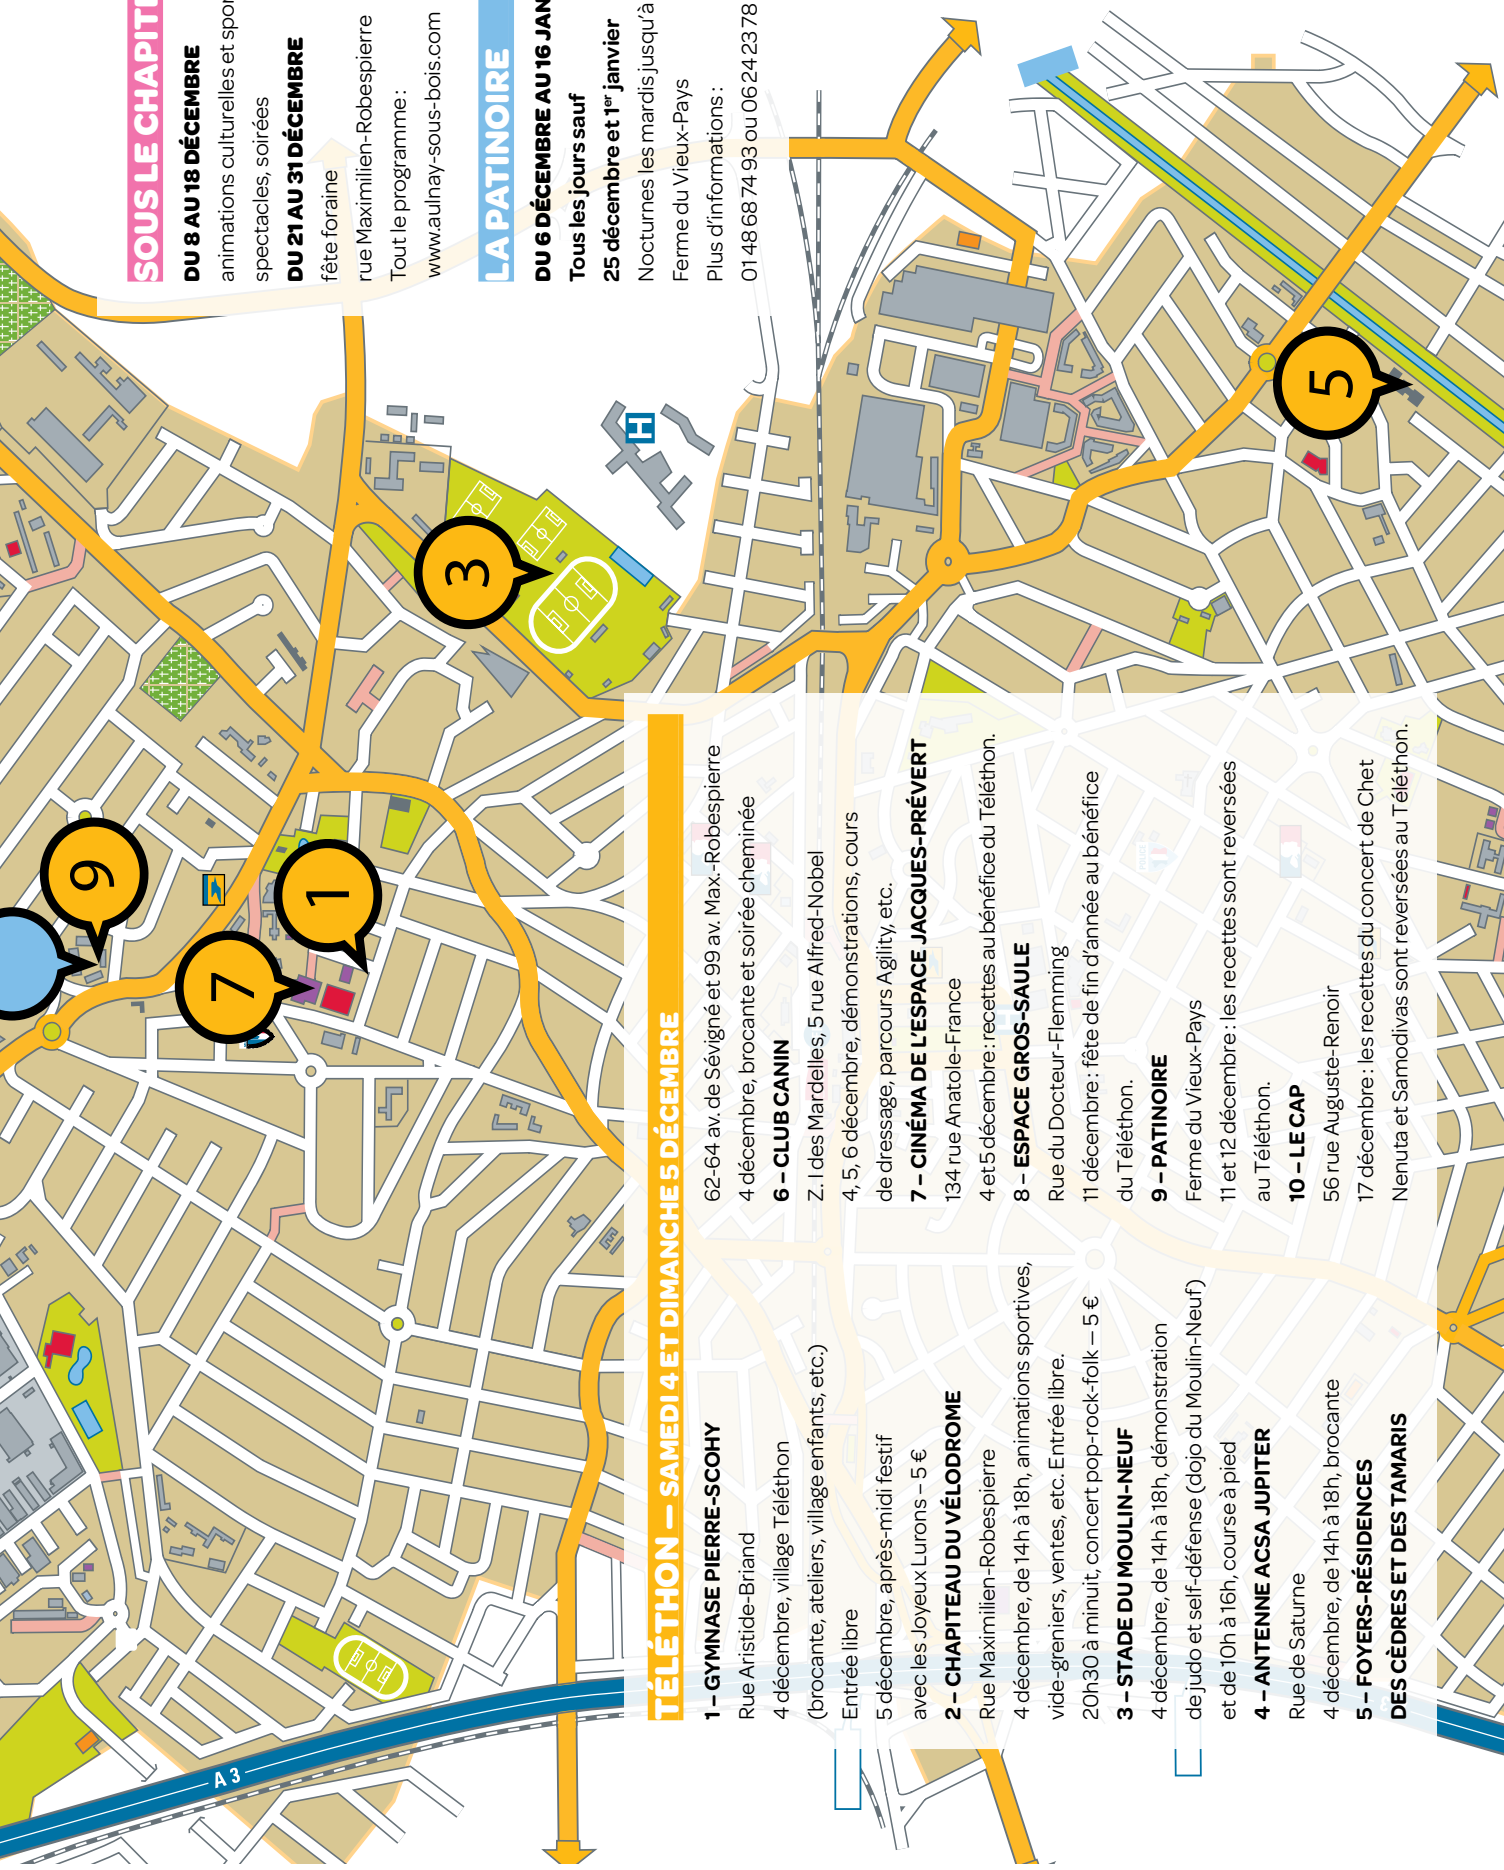 SOUS LE CHAPIT
DU 8 AU 18 DÉCEMBRE
animations culturelles et spor
spectacles, soirées
DU 21 AU 31 DÉCEMBRE
fête foraine
rue Maximilien-Robespierre
Tout le programme :
www.aulnay-sous-bois.com
LA PATINOIRE
DU 6 DÉCEMBRE AU 16 JAN
Tous les jours sauf
25 décembre et 1er janvier
Nocturnes les mardis jusqu'à
Ferme du Vieux-Pays
Plus d'informations :
01 48 68 74 93 ou 06 24 23 78
TÉLÉTHON — SAMEDI 4 ET DIMANCHE 5 DÉCEMBRE
1 – GYMNASE PIERRE-SCOHY
Rue Aristide-Briand
4 décembre, village Téléthon
(brocante, ateliers, village enfants, etc.)
Entrée libre
5 décembre, après-midi festif
avec les Joyeux Lurons – 5 €
2 – CHAPITEAU DU VÉLODROME
Rue Maximilien-Robespierre
4 décembre, de 14h à 18h, animations sportives,
vide-greniers, ventes, etc. Entrée libre.
20h30 à minuit, concert pop-rock-folk – 5 €
3 – STADE DU MOULIN-NEUF
4 décembre, de 14h à 18h, démonstration
de judo et self-défense (dojo du Moulin-Neuf)
et de 10h à 16h, course à pied
4 – ANTENNE ACSA JUPITER
Rue de Saturne
4 décembre, de 14h à 18h, brocante
5 – FOYERS-RÉSIDENCES
DES CÈDRES ET DES TAMARIS
62-64 av. de Sévigné et 99 av. Max.-Robespierre
4 décembre, brocante et soirée cheminée
6 – CLUB CANIN
Z. I des Mardelles, 5 rue Alfred-Nobel
4, 5, 6 décembre, démonstrations, cours
de dressage, parcours Agility, etc.
7 – CINÉMA DE L'ESPACE JACQUES-PRÉVERT
134 rue Anatole-France
4 et 5 décembre : recettes au bénéfice du Téléthon.
8 – ESPACE GROS-SAULE
Rue du Docteur-Flemming
11 décembre : fête de fin d'année au bénéfice
du Téléthon.
9 – PATINOIRE
Ferme du Vieux-Pays
11 et 12 décembre : les recettes sont reversées
au Téléthon.
10 – LE CAP
56 rue Auguste-Renoir
17 décembre : les recettes du concert de Chet
Nenuta et Samodivas sont reversées au Téléthon.
9
7
1
3
5
H
A 3